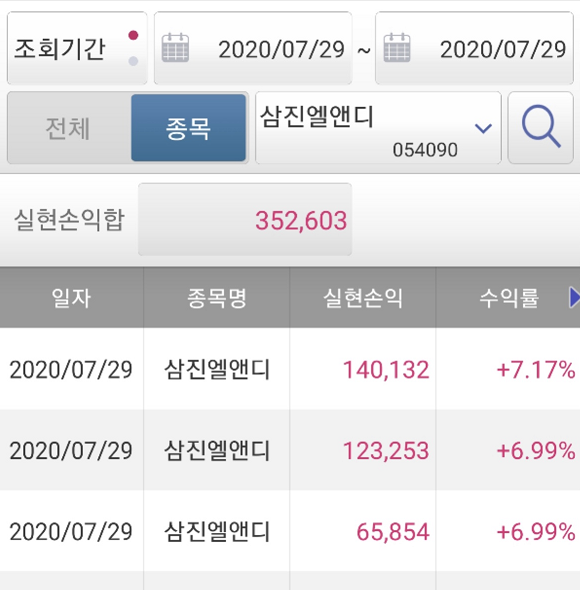 조회기간 2020/07/29 ~ 2020/07/29
전체 종목 삼진엘앤디 054090
실현손익합 352,603
일자 종목명 실현손익 수익률
2020/07/29 삼진엘앤디 140,132 +7.17%
2020/07/29 삼진엘앤디 123,253 +6.99%
2020/07/29 삼진엘앤디 65,854 +6.99%